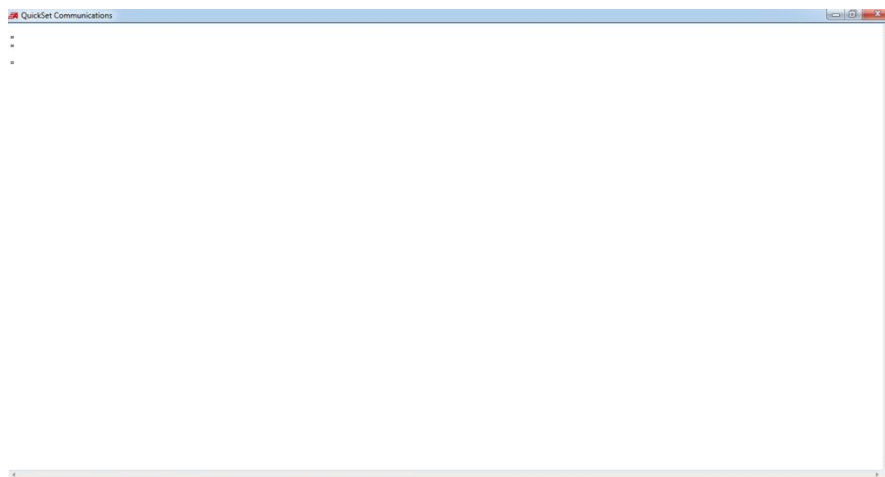 QuickSet Communications
=
=
=